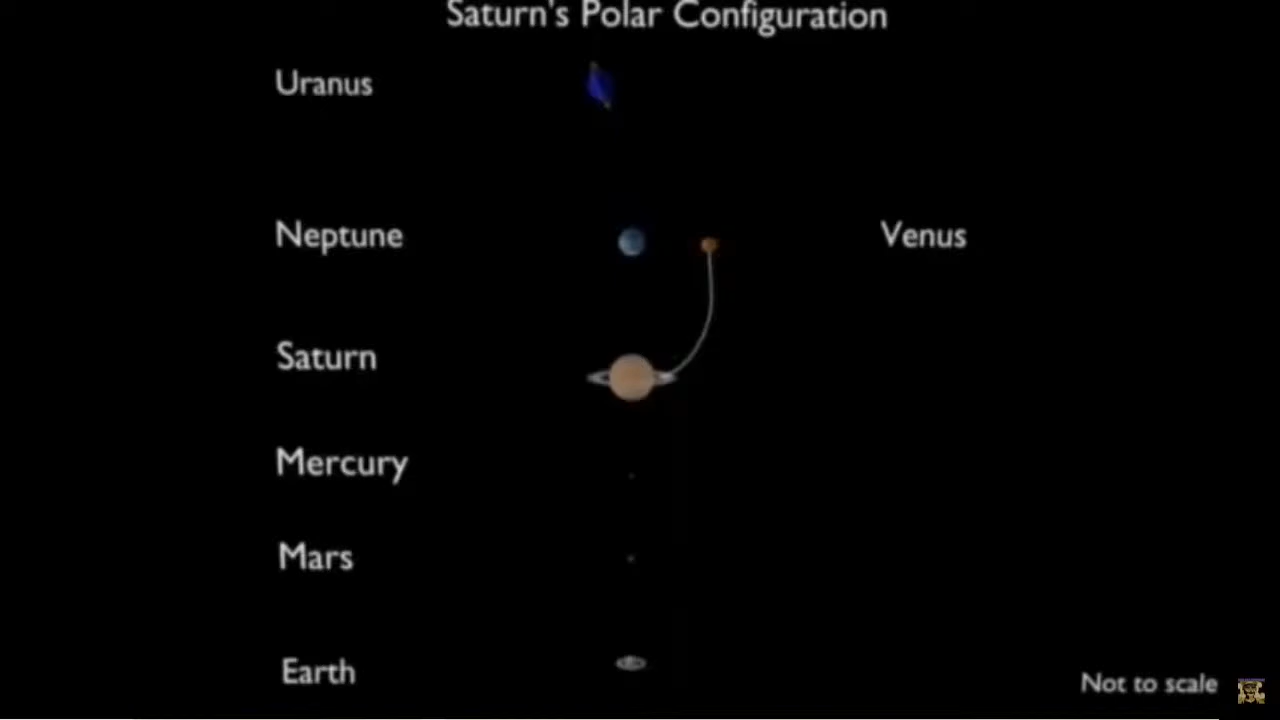 Saturn's Polar Configuration
Uranus
Neptune
Venus
Saturn
Mercury
Mars
Earth
Not to scale